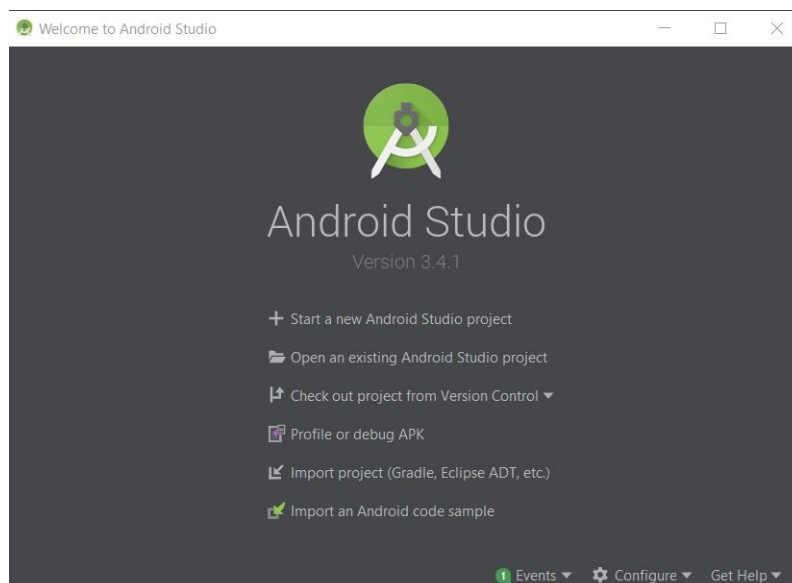 Welcome to Android Studio
Android Studio
Version 3.4.1
Start a new Android Studio project
Open an existing Android Studio project
Check out project from Version Control
Profile or debug APK
Import project (Gradle, Eclipse ADT, etc.)
Import an Android code sample
1 Events Configure Get Help